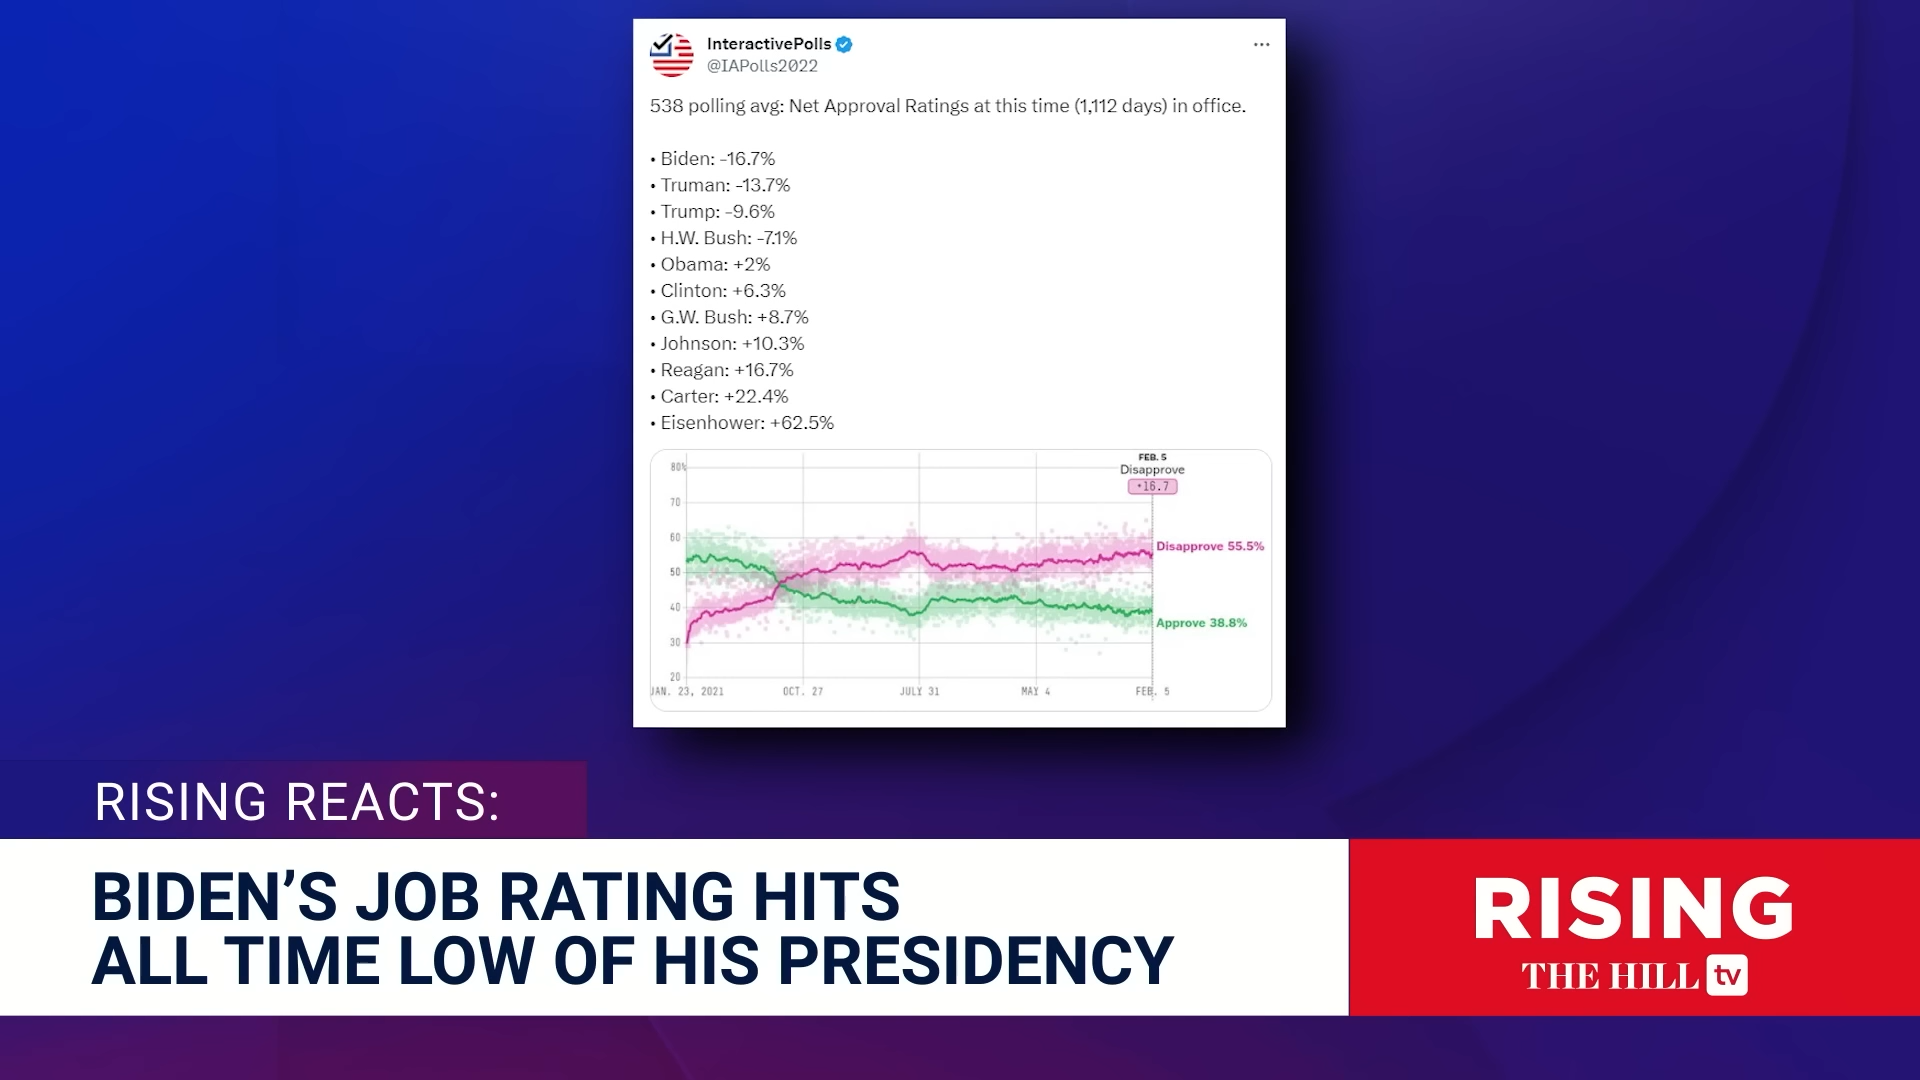 InteractivePolls
@IAPolls2022
538 polling avg: Net Approval Ratings at this time (1,112 days) in office.
• Biden: -16.7%
• Truman: -13.7%
• Trump: -9.6%
• H.W. Bush: -7.1%
• Obama: +2%
• Clinton: +6.3%
• G.W. Bush: +8.7%
• Johnson: +10.3%
• Reagan: +16.7%
• Carter: +22.4%
• Eisenhower: +62.5%
FEB. 5
Disapprove
+16.7
80%
70
60
50
40
30
20
Disapprove 55.5%
Approve 38.8%
JAN. 23, 2021 OCT. 27 JULY 31 MAY 4 FEB. 5
RISING REACTS:
BIDEN’S JOB RATING HITS
ALL TIME LOW OF HIS PRESIDENCY
RISING
THE HILL tv